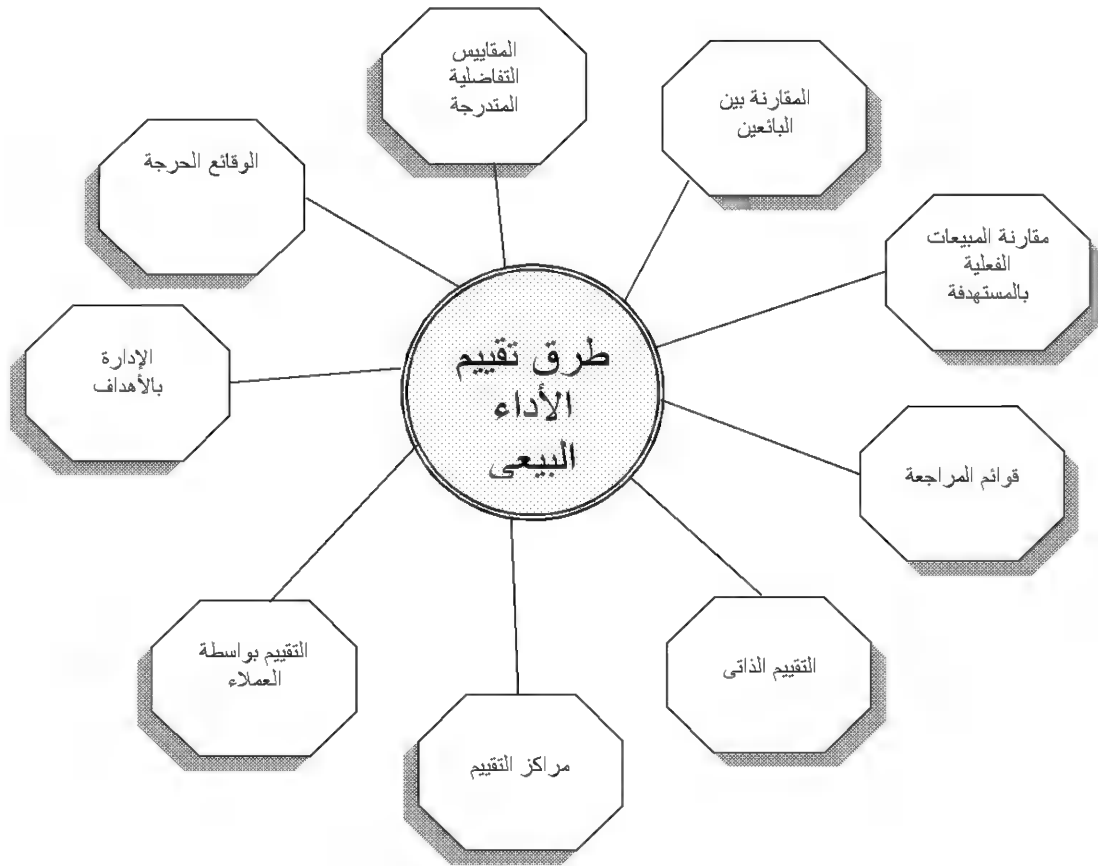 طرق تقييم
الأداء
البيعى
المقارنة بين
البائعين
مقارنة المبيعات
الفعلية
بالمستهدفة
قوائم المراجعة
التقييم الذاتى
مراكز التقييم
التقييم بواسطة
العملاء
الإدارة
بالأهداف
الوقائع الحرجة
المقاييس
التفاضلية
المتدرجة